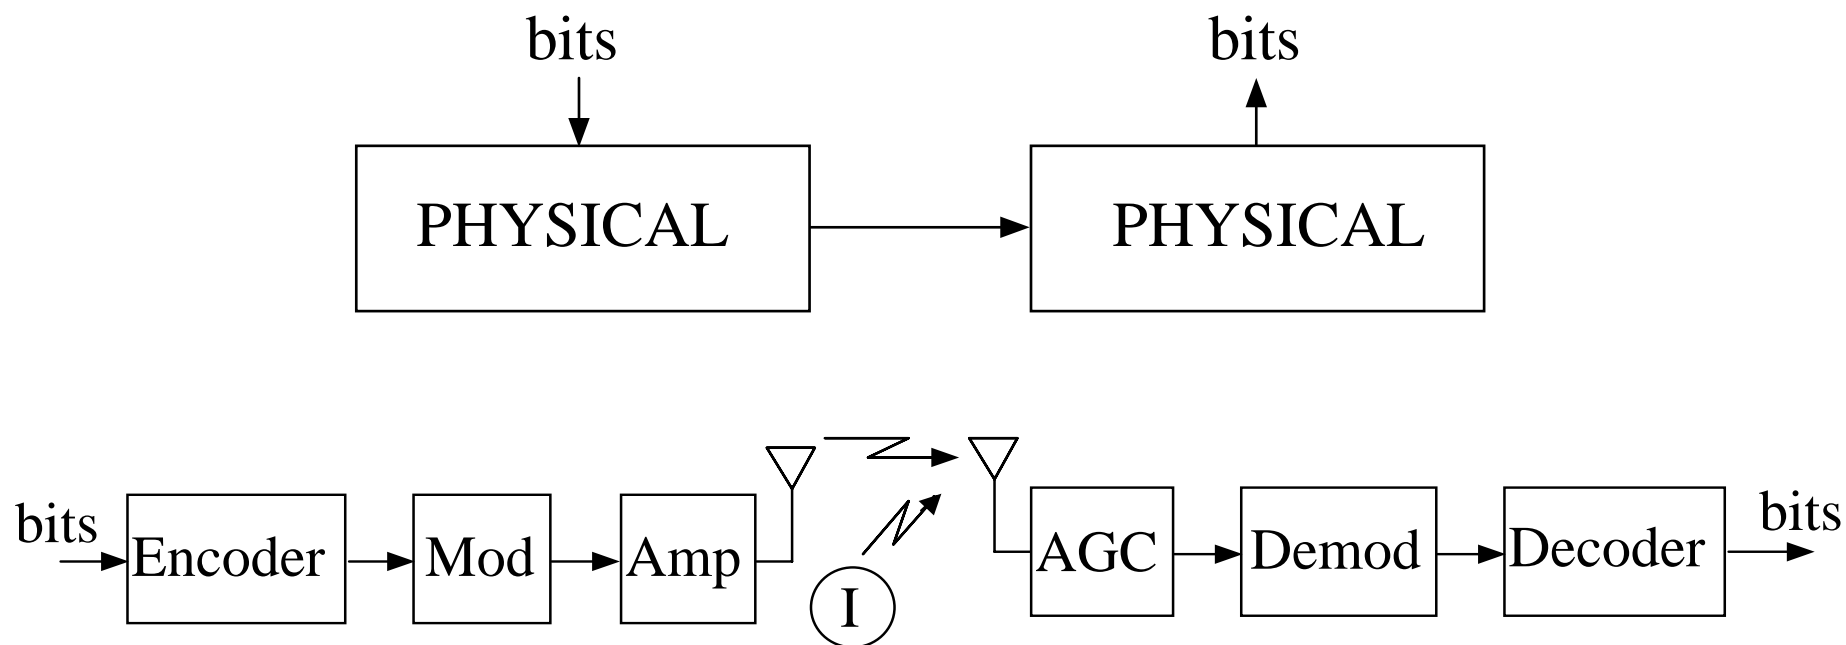 bits
bits
PHYSICAL
PHYSICAL
bits
Encoder
Mod
Amp
I
AGC
Demod
Decoder
bits